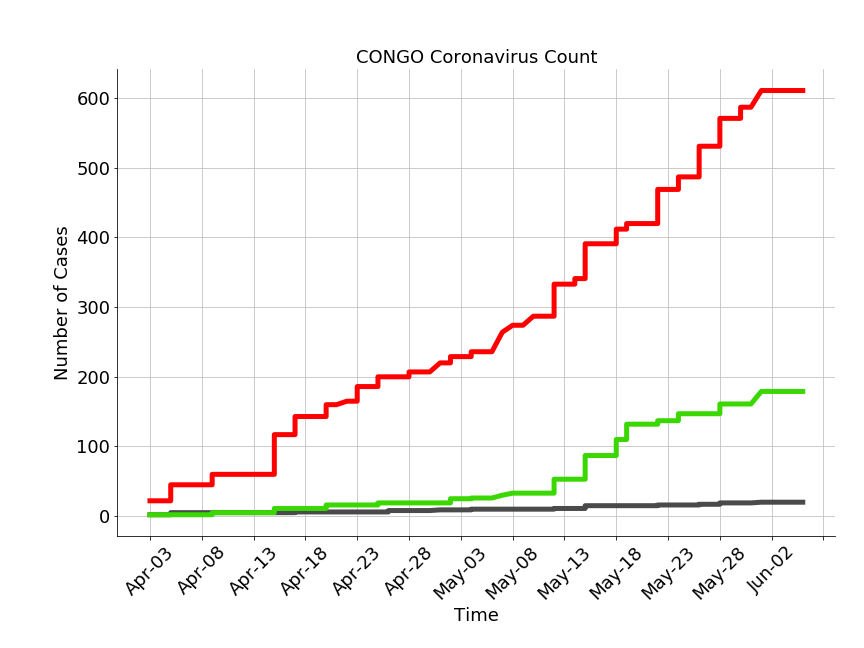 CONGO Coronavirus Count
Number of Cases
600
500
400
300
200
100
0
Apr-03
Apr-08
Apr-13
Apr-18
Apr-23
Apr-28
May-03
May-08
May-13
May-18
May-23
May-28
Jun-02
Time